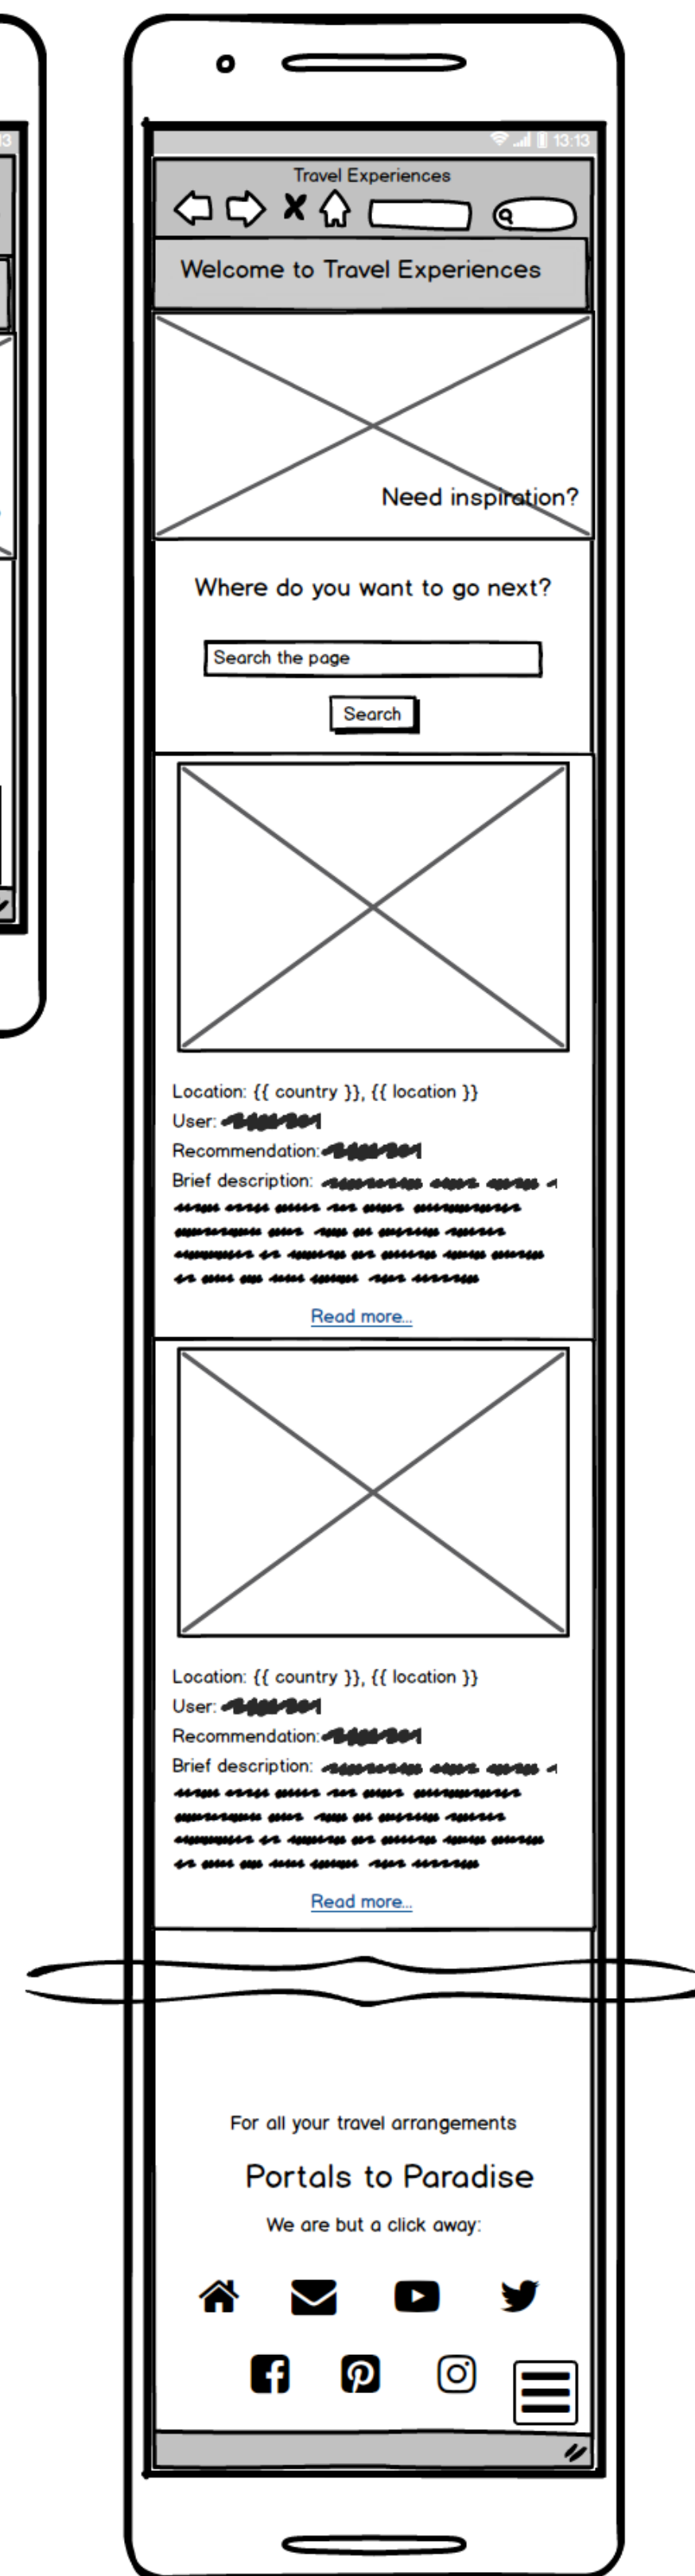 13:13
Travel Experiences
Welcome to Travel Experiences
Need inspiration?
Where do you want to go next?
Search the page
Search
Location: {{ country }}, {{ location }}
User:
Recommendation:
Brief description:
Read more...
Location: {{ country }}, {{ location }}
User:
Recommendation:
Brief description:
Read more...
For all your travel arrangements
Portals to Paradise
We are but a click away: